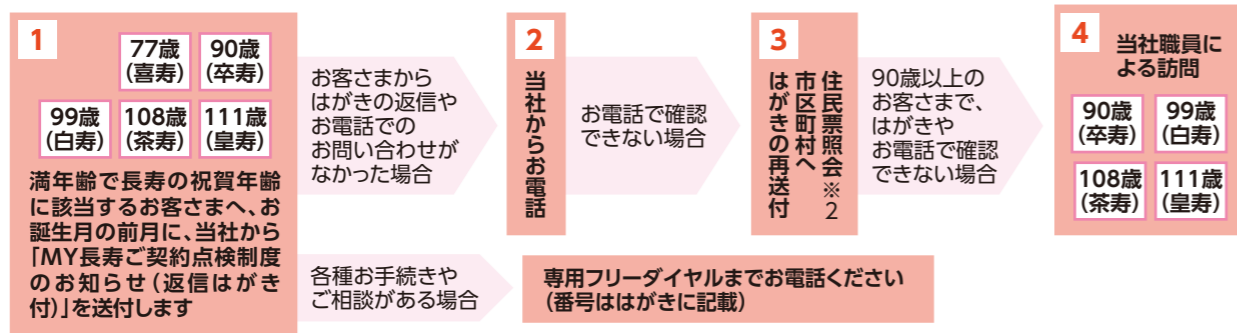 1
77歳
(喜寿)
90歳
(卒寿)
99歳
(白寿)
108歳
(茶寿)
111歳
(皇寿)
満年齢で長寿の祝賀年齢
に該当するお客さまへ、お
誕生月の前月に、当社から
「MY長寿ご契約点検制度
のお知らせ(返信はがき
付)」を送付します
お客さまから
はがきの返信や
お電話での
お問い合わせが
なかった場合
2
当社からお電話
お電話で確認
できない場合
3
住民票照会※2
市区町村へ
はがきの再送付
90歳以上の
お客さまで、
はがきや
お電話で確認
できない場合
4
当社職員に
よる訪問
90歳
(卒寿)
99歳
(白寿)
108歳
(茶寿)
111歳
(皇寿)
各種お手続きや
ご相談がある場合
専用フリーダイヤルまでお電話ください
(番号ははがきに記載)